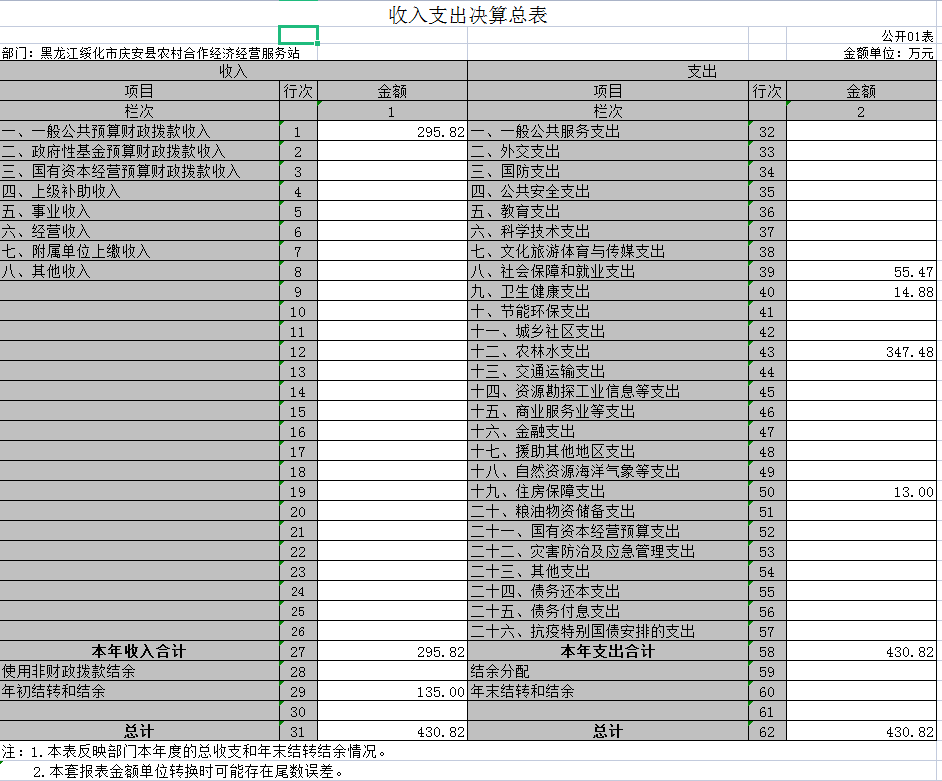 收入支出决算总表
公开01表
部门：黑龙江绥化市庆安县农村合作经济经营服务站 金额单位：万元
收入 支出
项目 行次 金额 项目 行次 金额
栏次 1 栏次 2
一、一般公共预算财政拨款收入 1 295.82 一、一般公共服务支出 32
二、政府性基金预算财政拨款收入 2 二、外交支出 33
三、国有资本经营预算财政拨款收入 3 三、国防支出 34
四、上级补助收入 4 四、公共安全支出 35
五、事业收入 5 五、教育支出 36
六、经营收入 6 六、科学技术支出 37
七、附属单位上缴收入 7 七、文化旅游体育与传媒支出 38
八、其他收入 8 八、社会保障和就业支出 39 55.47
9 九、卫生健康支出 40 14.88
10 十、节能环保支出 41
11 十一、城乡社区支出 42
12 十二、农林水支出 43 347.48
13 十三、交通运输支出 44
14 十四、资源勘探工业信息等支出 45
15 十五、商业服务业等支出 46
16 十六、金融支出 47
17 十七、援助其他地区支出 48
18 十八、自然资源海洋气象等支出 49
19 十九、住房保障支出 50 13.00
20 二十、粮油物资储备支出 51
21 二十一、国有资本经营预算支出 52
22 二十二、灾害防治及应急管理支出 53
23 二十三、其他支出 54
24 二十四、债务还本支出 55
25 二十五、债务付息支出 56
26 二十六、抗疫特别国债安排的支出 57
本年收入合计 27 295.82 本年支出合计 58 430.82
使用非财政拨款结余 28 结余分配 59
年初结转和结余 29 135.00 年末结转和结余 60
30 61
总计 31 430.82 总计 62 430.82
注：1.本表反映部门本年度的总收支和年末结转结余情况。
2.本套报表金额单位转换时可能存在尾数误差。